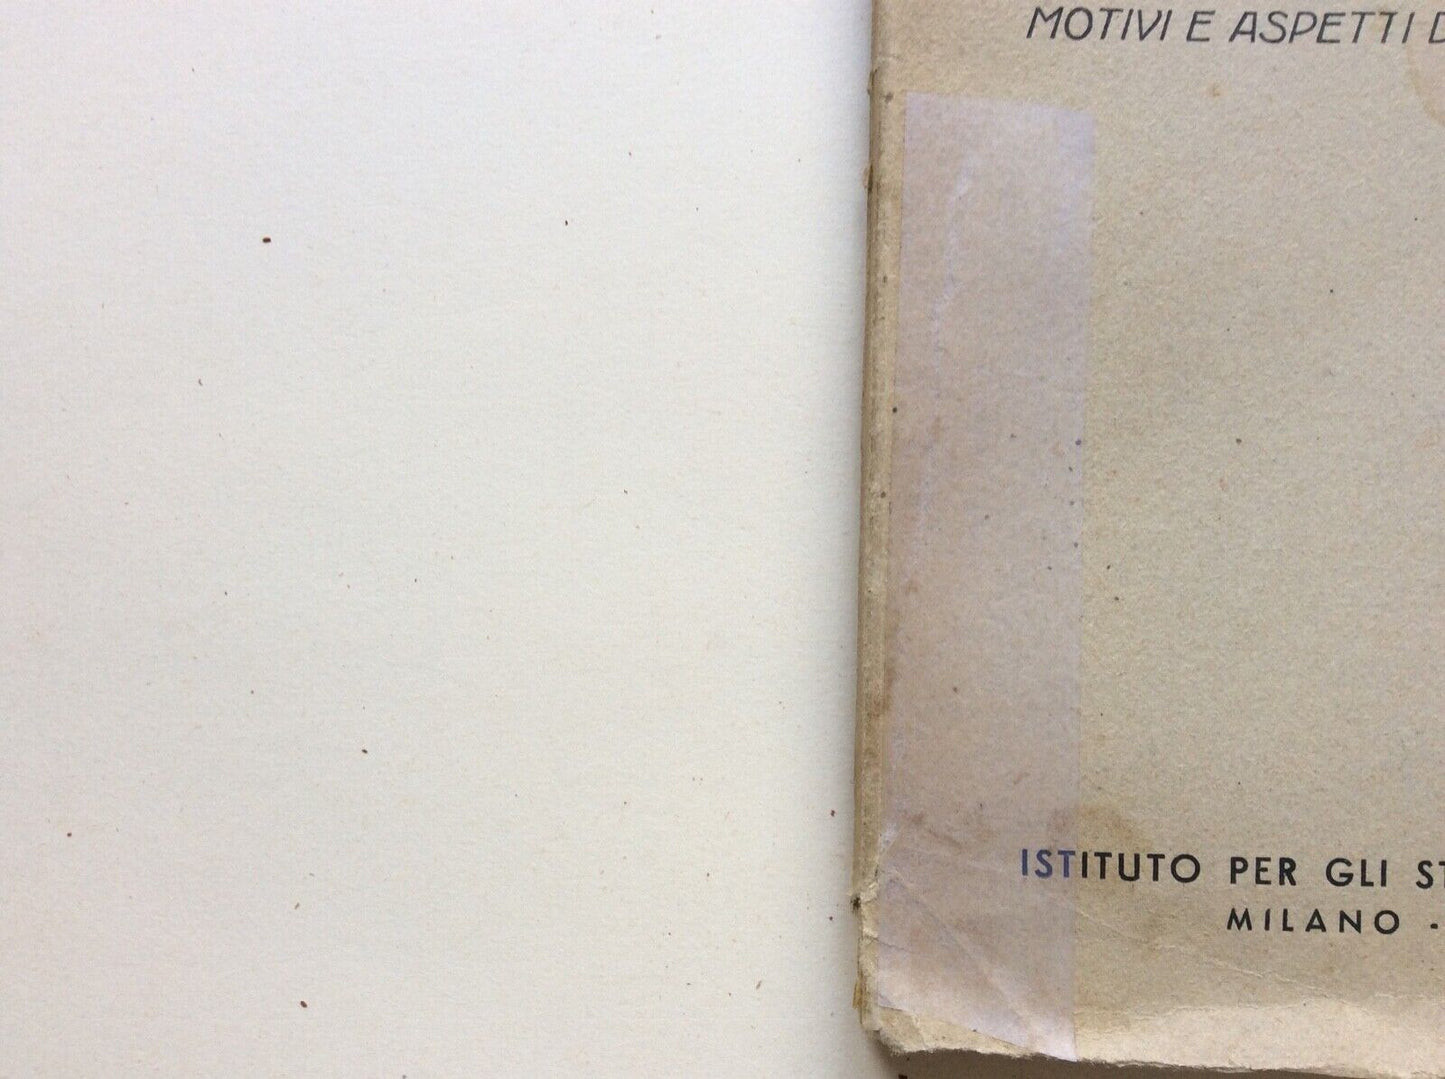 MOTIVI E ASPETTI D
ISTITUTO PER GLI ST
MILANO -